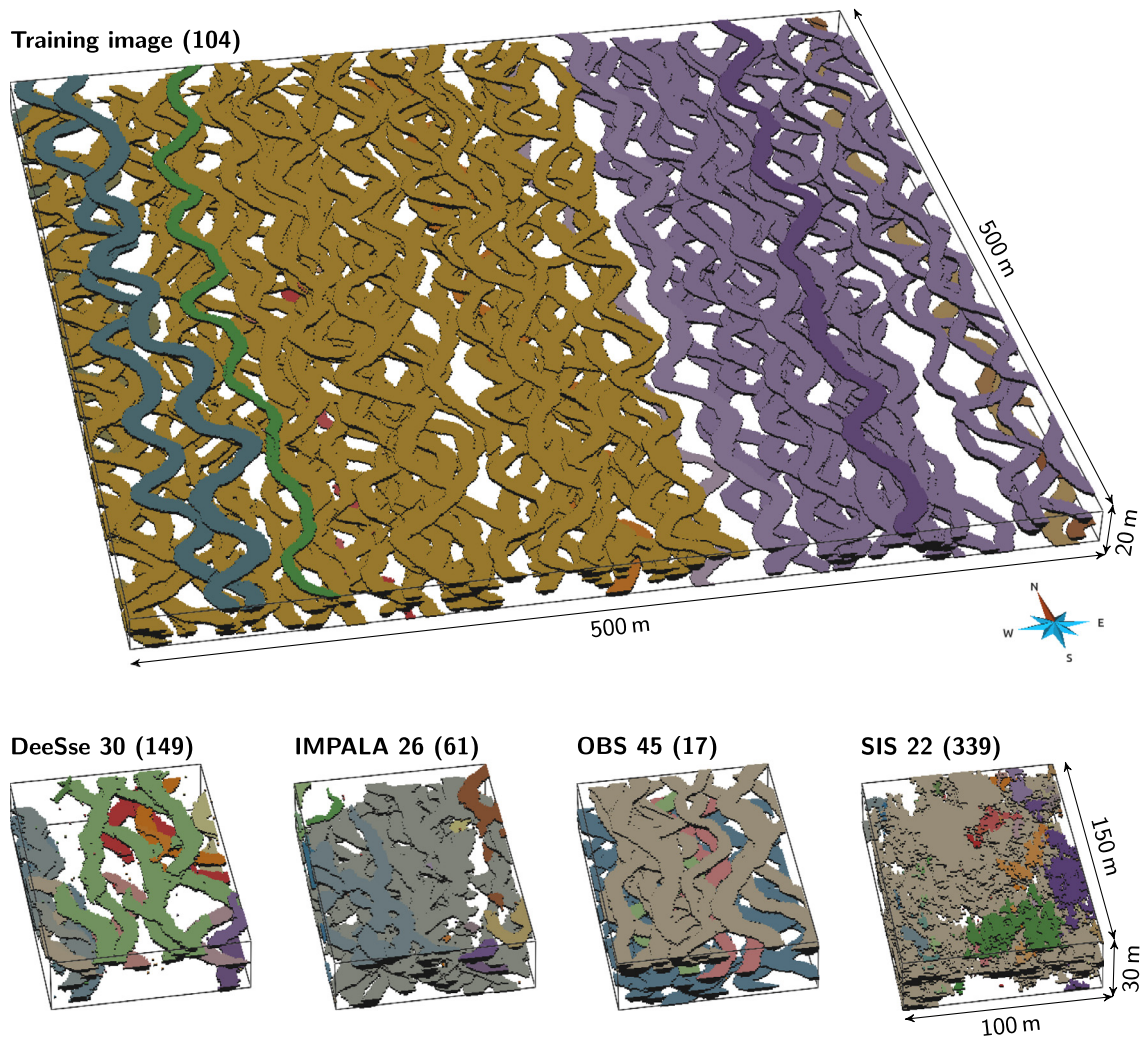 Training image (104)
500 m
20 m
500 m
N
W
E
S
DeeSse 30 (149)
IMPALA 26 (61)
OBS 45 (17)
SIS 22 (339)
150 m
30 m
100 m